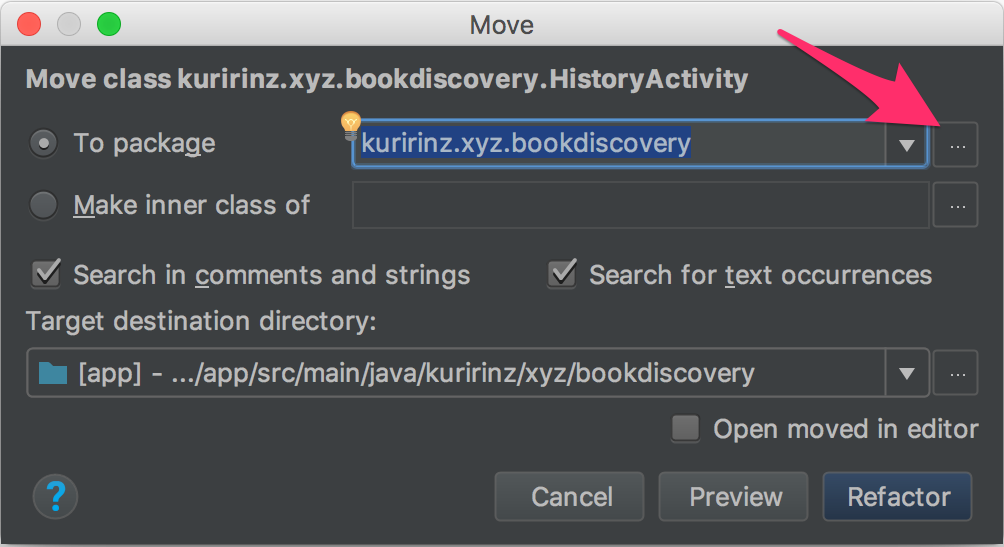 Move
Move class kuririnz.xyz.bookdiscovery.HistoryActivity
To package kuririnz.xyz.bookdiscovery ...
Make inner class of ...
Search in comments and strings Search for text occurrences
Target destination directory:
[app] - .../app/src/main/java/kuririnz/xyz/bookdiscovery ...
Open moved in editor
? Cancel Preview Refactor